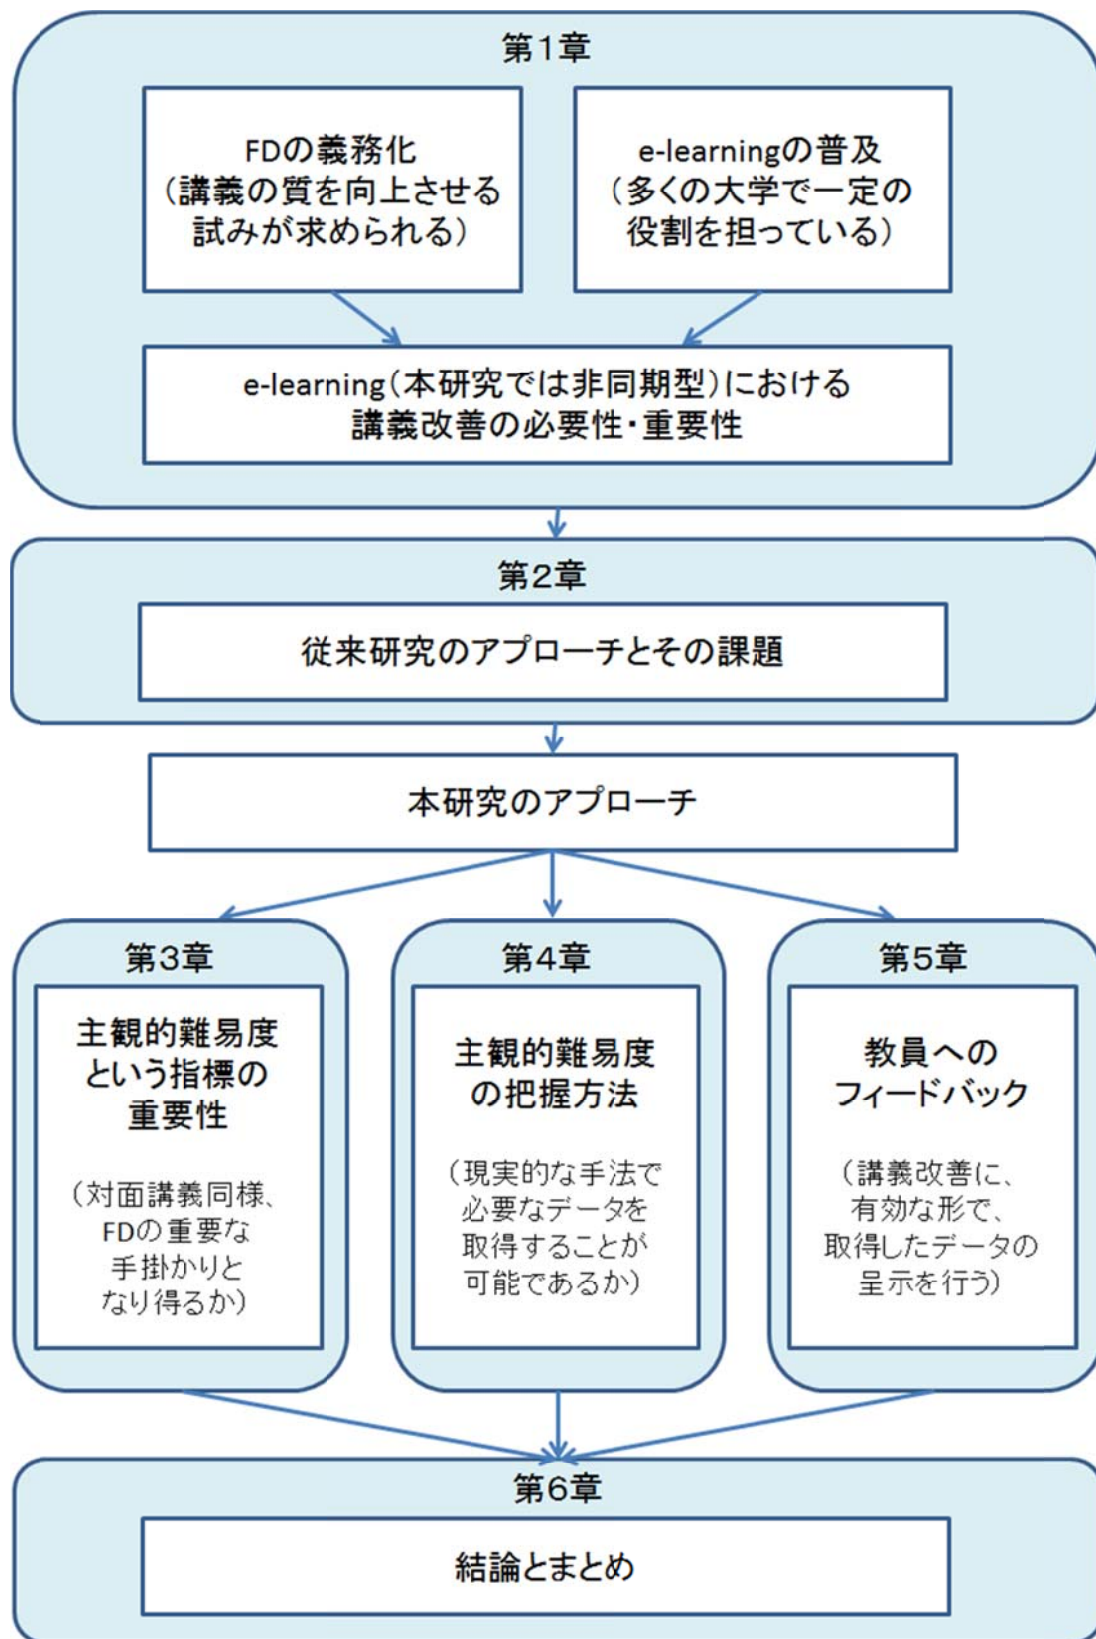 第1章
FDの義務化
（講義の質を向上させる
試みが求められる）
e-learningの普及
（多くの大学で一定の
役割を担っている）
e-learning（本研究では非同期型）における
講義改善の必要性・重要性
第2章
従来研究のアプローチとその課題
本研究のアプローチ
第3章
主観的難易度
という指標の
重要性
（対面講義同様、
FDの重要な
手掛かりと
なり得るか）
第4章
主観的難易度
の把握方法
（現実的な手法で
必要なデータを
取得することが
可能であるか）
第5章
教員への
フィードバック
（講義改善に、
有効な形で、
取得したデータの
呈示を行う）
第6章
結論とまとめ